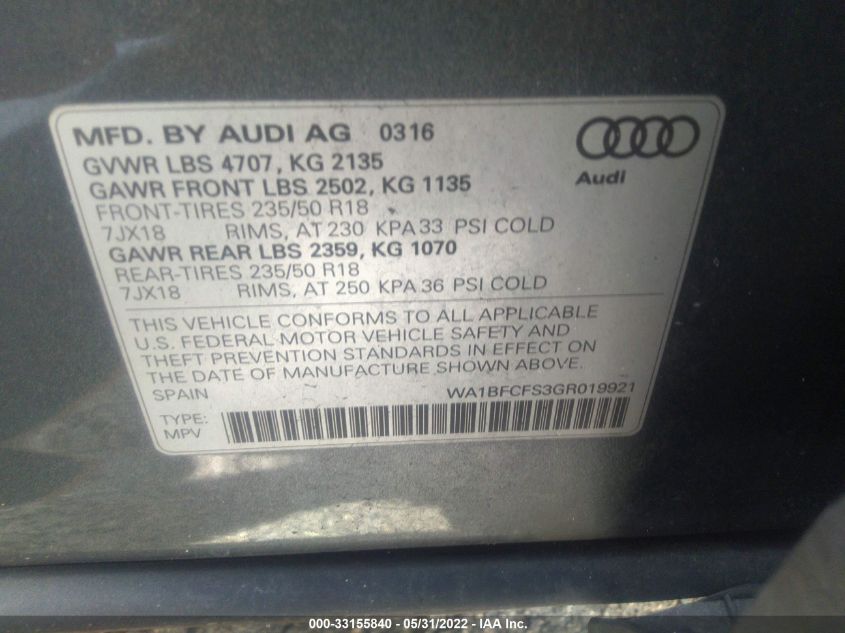 MFD. BY AUDI AG 0316
GVWR LBS 4707, KG 2135
GAWR FRONT LBS 2502, KG 1135
FRONT-TIRES 235/50 R18
7JX18 RIMS, AT 230 KPA 33 PSI COLD
GAWR REAR LBS 2359, KG 1070
REAR-TIRES 235/50 R18
7JX18 RIMS, AT 250 KPA 36 PSI COLD
Audi
THIS VEHICLE CONFORMS TO ALL APPLICABLE
U.S. FEDERAL MOTOR VEHICLE SAFETY AND
THEFT PREVENTION STANDARDS IN EFFECT ON
THE DATE OF MANUFACTURE SHOWN ABOVE.
SPAIN WA1BFCFS3GR019921
TYPE:
MPV
000-33155840 - 05/31/2022 - IAA Inc.